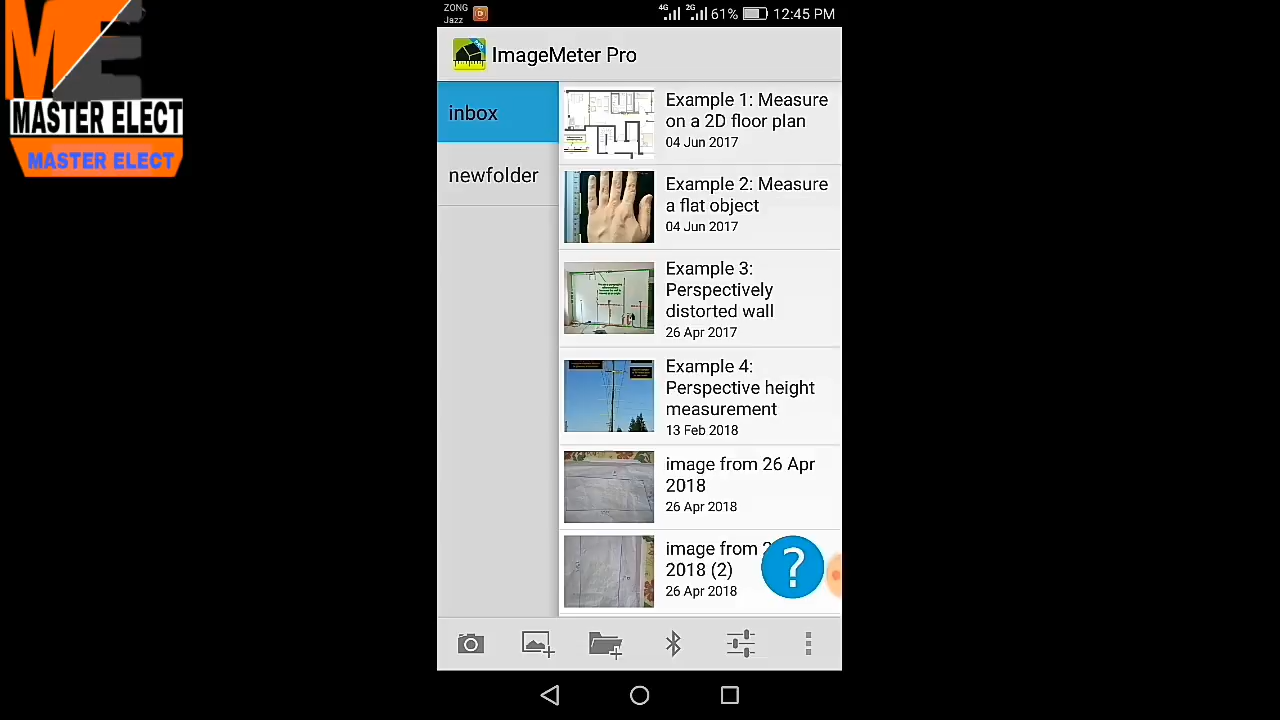 ZONG
Jazz
4G
2G
61%
12:45 PM
ME
MASTER ELECT
MASTER ELECT
ImageMeter Pro
inbox
newfolder
Example 1: Measure
on a 2D floor plan
04 Jun 2017
Example 2: Measure
a flat object
04 Jun 2017
Example 3:
Perspectively
distorted wall
26 Apr 2017
Example 4:
Perspective height
measurement
13 Feb 2018
image from 26 Apr
2018
26 Apr 2018
image from
2018 (2)
26 Apr 2018
?